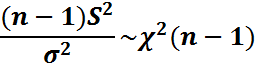 (n − 1)S²
σ²
~χ²(n − 1)